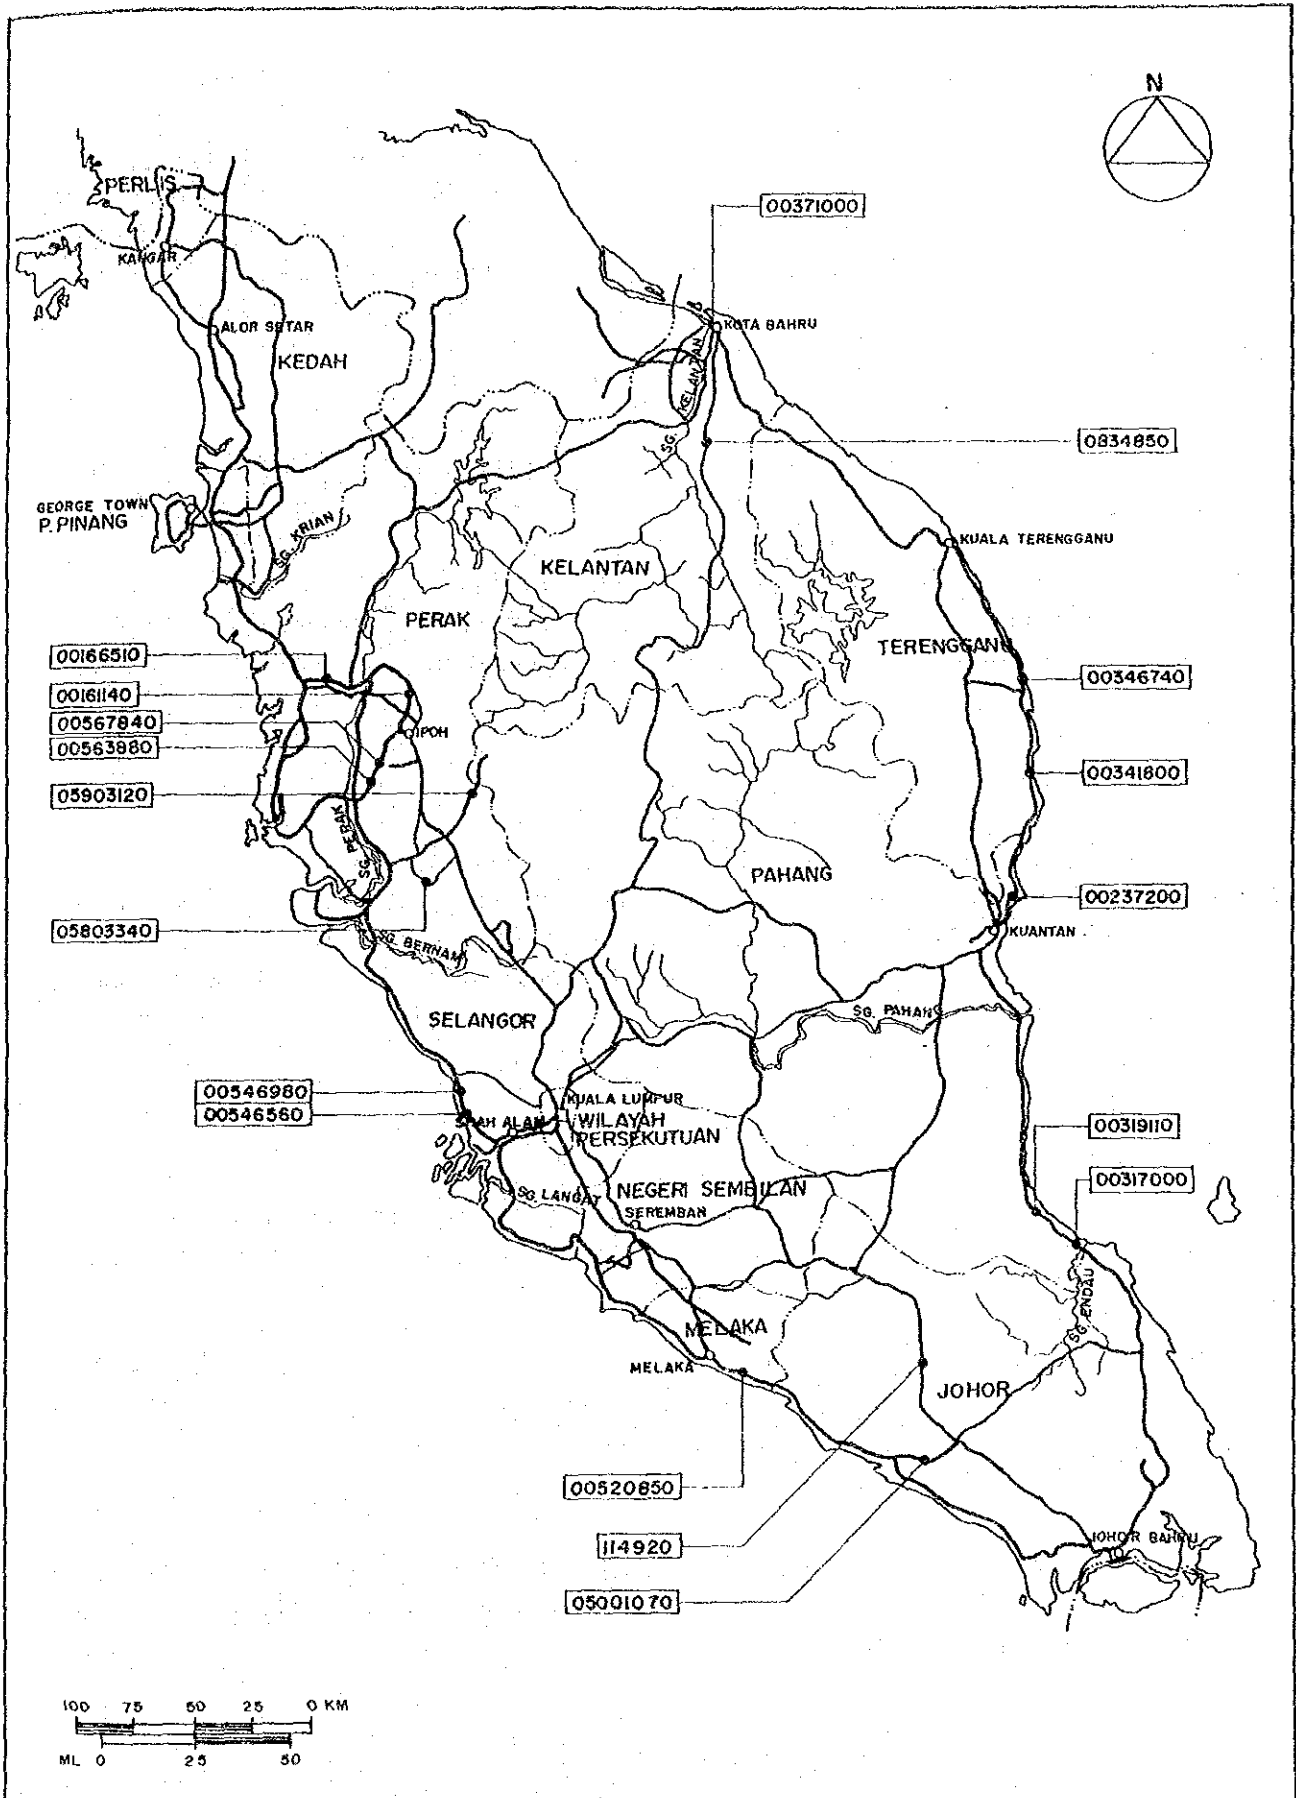 N
PERLIS
00371000
KANGAR
ALOR SETAR
KOTA BAHRU
KEDAH
SG. KELANTAN
0834850
GEORGE TOWN
P. PINANG
SG. KRIAN
KUALA TERENGGANU
KELANTAN
PERAK
TERENGGANU
00166510
00346740
00161140
00567840
IPOH
00563980
00341800
05903120
SG. PERAK
PAHANG
00237200
05803340
SG. BERNAM
KUANTAN
SELANGOR
SG. PAHANG
00546980
KUALA LUMPUR
00546560
SHAH ALAM
WILAYAH
PERSEKUTUAN
00319110
00317000
SG. LANGAT
NEGERI SEMBILAN
SEREMBAN
SG. ENDAU
MELAKA
MELAKA
JOHOR
00520850
114920
JOHOR BAHRU
05001070
100 75 50 25 0 KM
ML 0 25 50